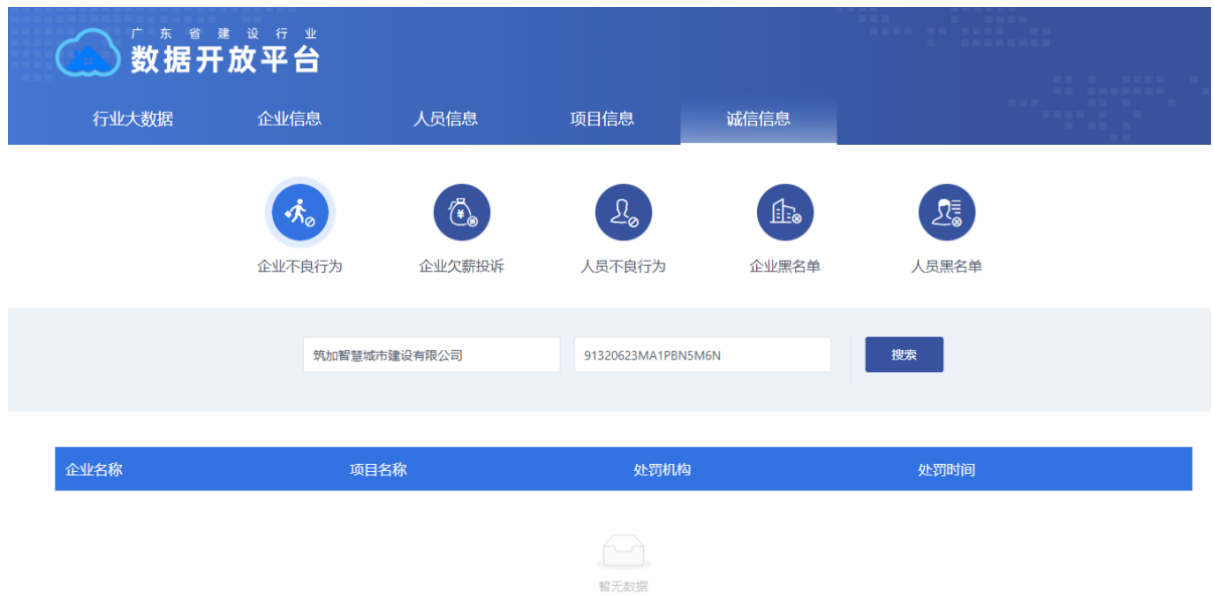 广东省建设行业
数据开放平台
行业大数据 企业信息 人员信息 项目信息 诚信信息
企业不良行为 企业欠薪投诉 人员不良行为 企业黑名单 人员黑名单
筑加智慧城市建设有限公司 91320623MA1PBN5M6N 搜索
企业名称 项目名称 处罚机构 处罚时间
暂无数据